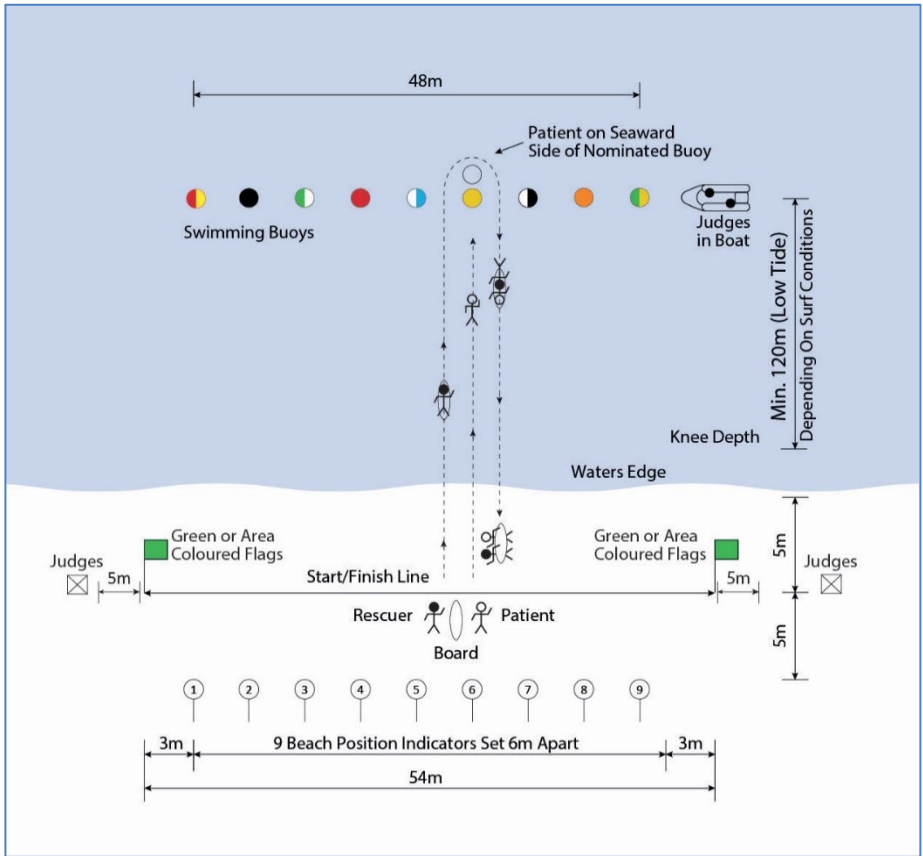 48m
Patient on Seaward
Side of Nominated Buoy
Swimming Buoys
Judges
in Boat
Min. 120m (Low Tide)
Depending On Surf Conditions
Knee Depth
Waters Edge
Green or Area
Coloured Flags
Green or Area
Coloured Flags
5m
Judges
5m
Start/Finish Line
5m
Judges
Rescuer
Patient
Board
5m
1 2 3 4 5 6 7 8 9
3m
9 Beach Position Indicators Set 6m Apart
3m
54m